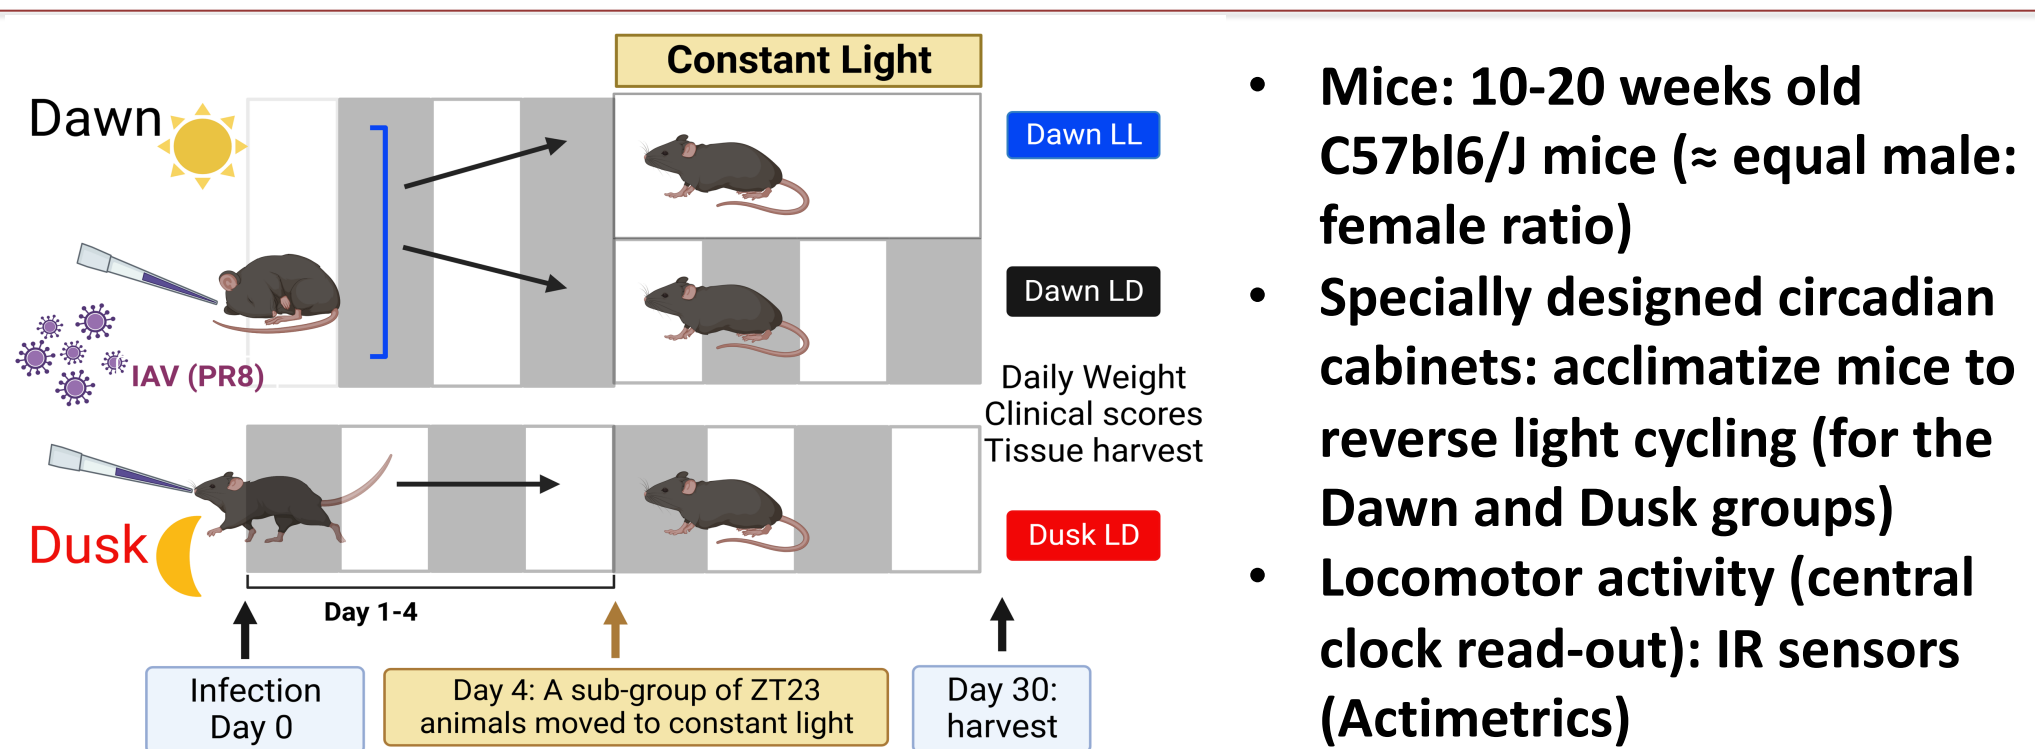 Constant Light
Dawn
Dawn LL
Dawn LD
IAV (PR8)
Daily Weight
Clinical scores
Tissue harvest
Dusk
Dusk LD
Day 1-4
Infection
Day 0
Day 4: A sub-group of ZT23
animals moved to constant light
Day 30:
harvest
• Mice: 10-20 weeks old
C57bl6/J mice (≈ equal male:
female ratio)
• Specially designed circadian
cabinets: acclimatize mice to
reverse light cycling (for the
Dawn and Dusk groups)
• Locomotor activity (central
clock read-out): IR sensors
(Actimetrics)